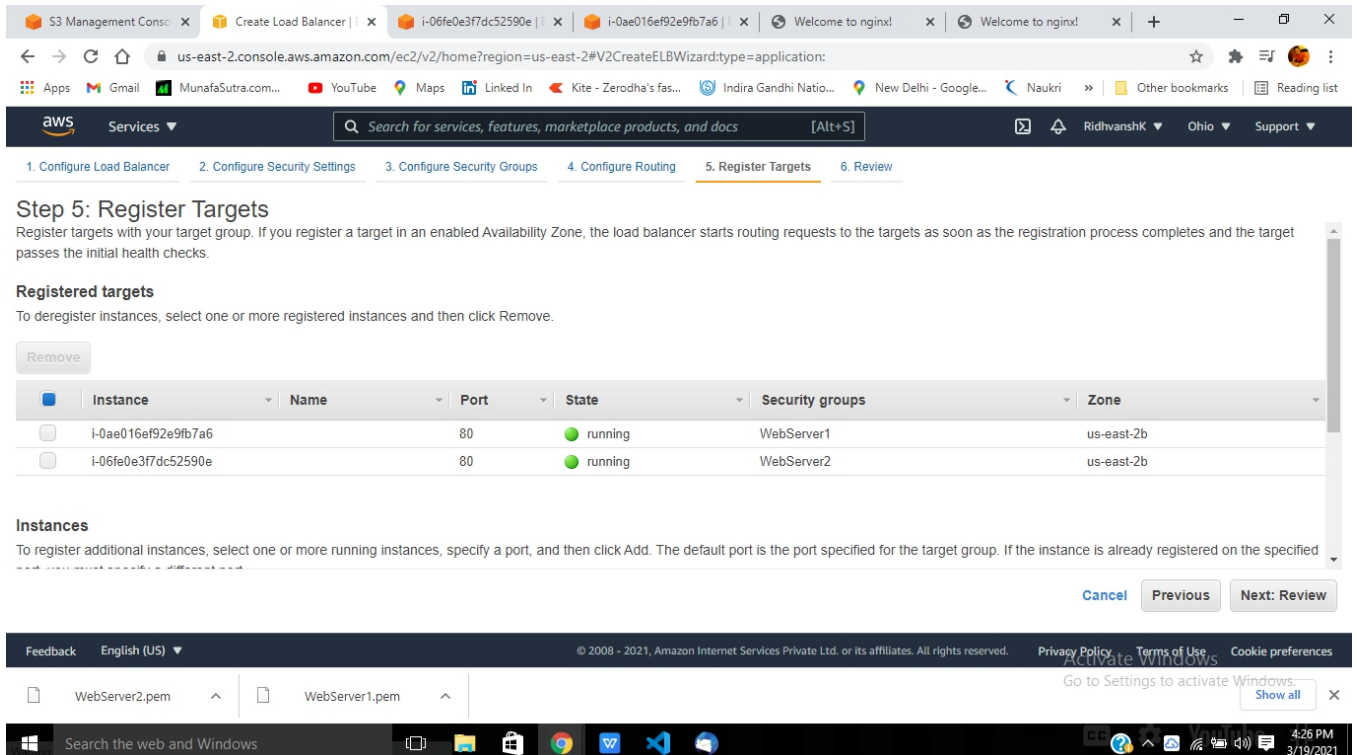 S3 Management Conso
Create Load Balancer | E
i-06fe0e3f7dc52590e | E
i-0ae016ef92e9fb7a6 | E
Welcome to nginx!
Welcome to nginx!
us-east-2.console.aws.amazon.com/ec2/v2/home?region=us-east-2#V2CreateELBWizard:type=application:
Apps Gmail MunafaSutra.com... YouTube Maps Linked In Kite - Zerodha's fas... Indira Gandhi Natio... New Delhi - Google... Naukri » Other bookmarks Reading list
aws Services Search for services, features, marketplace products, and docs [Alt+S] RidhvanshK Ohio Support
1. Configure Load Balancer 2. Configure Security Settings 3. Configure Security Groups 4. Configure Routing 5. Register Targets 6. Review
Step 5: Register Targets
Register targets with your target group. If you register a target in an enabled Availability Zone, the load balancer starts routing requests to the targets as soon as the registration process completes and the target
passes the initial health checks.
Registered targets
To deregister instances, select one or more registered instances and then click Remove.
Remove
Instance Name Port State Security groups Zone
i-0ae016ef92e9fb7a6 80 running WebServer1 us-east-2b
i-06fe0e3f7dc52590e 80 running WebServer2 us-east-2b
Instances
To register additional instances, select one or more running instances, specify a port, and then click Add. The default port is the port specified for the target group. If the instance is already registered on the specified
port, you must specify a different port.
Cancel Previous Next: Review
Feedback English (US) © 2008 - 2021, Amazon Internet Services Private Ltd. or its affiliates. All rights reserved. Privacy Policy Terms of Use Cookie preferences
Activate Windows
Go to Settings to activate Windows.
WebServer2.pem WebServer1.pem Show all
Search the web and Windows
4:26 PM
3/19/2021